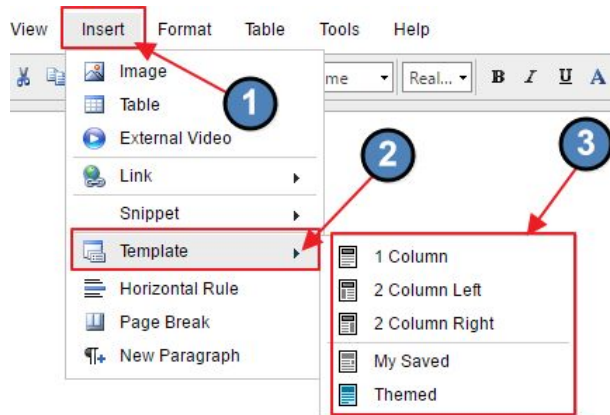 View Insert Format Table Tools Help
me Real... B I U A
Image
1
Table
External Video
2
3
Link
Snippet
Template
1 Column
Horizontal Rule
2 Column Left
Page Break
2 Column Right
New Paragraph
My Saved
Themed